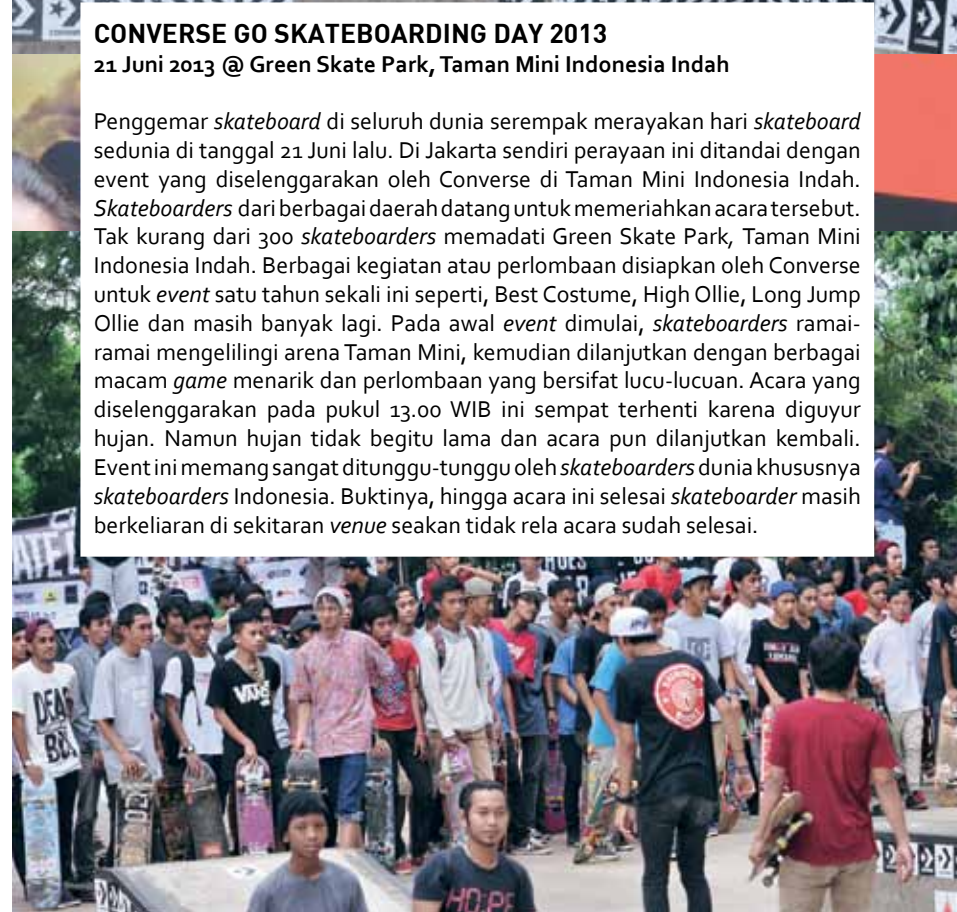 CONVERSE GO SKATEBOARDING DAY 2013
21 Juni 2013 @ Green Skate Park, Taman Mini Indonesia Indah
Penggemar skateboard di seluruh dunia serempak merayakan hari skateboard
sedunia di tanggal 21 Juni lalu. Di Jakarta sendiri perayaan ini ditandai dengan
event yang diselenggarakan oleh Converse di Taman Mini Indonesia Indah.
Skateboarders dari berbagai daerah datang untuk memeriahkan acara tersebut.
Tak kurang dari 300 skateboarders memadati Green Skate Park, Taman Mini
Indonesia Indah. Berbagai kegiatan atau perlombaan disiapkan oleh Converse
untuk event satu tahun sekali ini seperti, Best Costume, High Ollie, Long Jump
Ollie dan masih banyak lagi. Pada awal event dimulai, skateboarders ramai-
ramai mengelilingi arena Taman Mini, kemudian dilanjutkan dengan berbagai
macam game menarik dan perlombaan yang bersifat lucu-lucuan. Acara yang
diselenggarakan pada pukul 13.00 WIB ini sempat terhenti karena diguyur
hujan. Namun hujan tidak begitu lama dan acara pun dilanjutkan kembali.
Event ini memang sangat ditunggu-tunggu oleh skateboarders dunia khususnya
skateboarders Indonesia. Buktinya, hingga acara ini selesai skateboarder masih
berkeliaran di sekitaran venue seakan tidak rela acara sudah selesai.
VANS
DEAD
HOPE